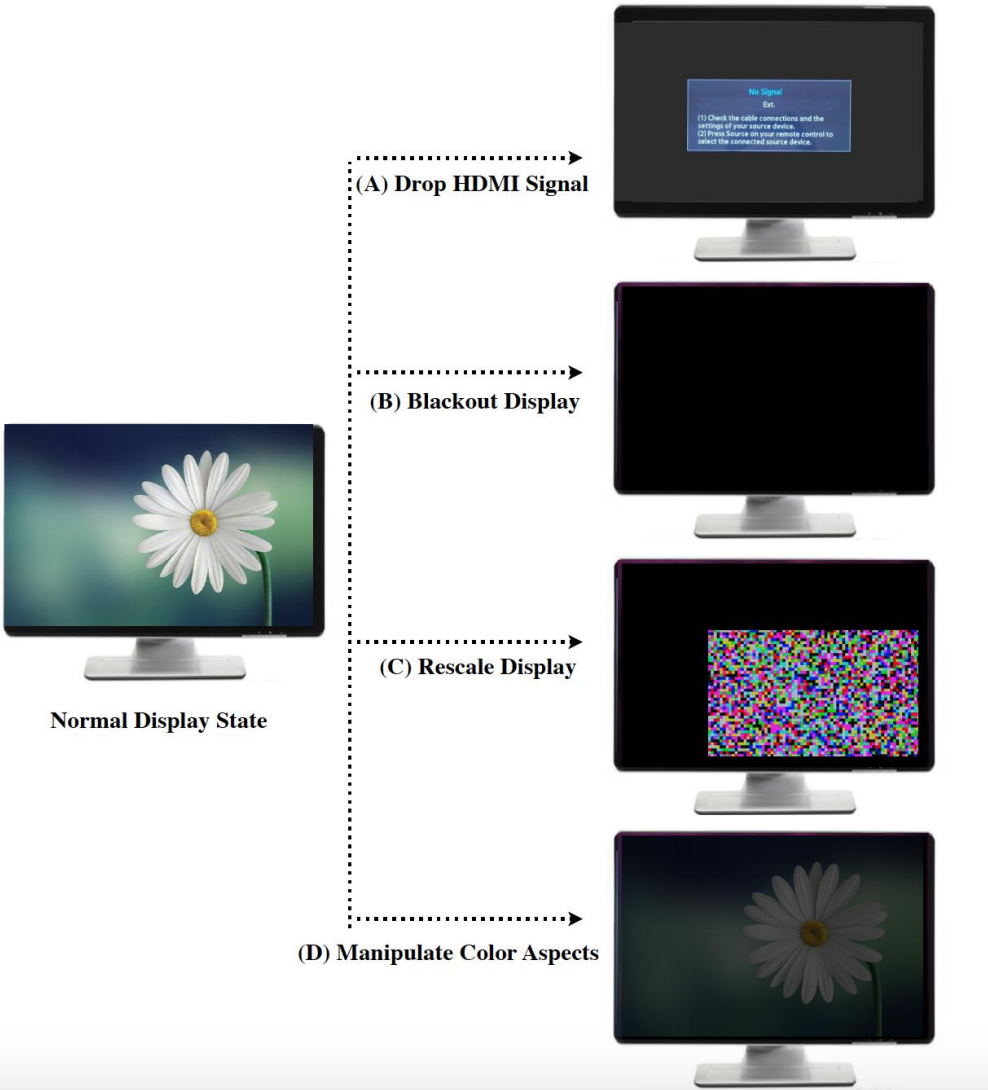 No Signal
Ext.
(1) Check the cable connections and the
settings of your source device.
(2) Press Source on your remote control to
select the connected source device.
(A) Drop HDMI Signal
(B) Blackout Display
(C) Rescale Display
Normal Display State
(D) Manipulate Color Aspects